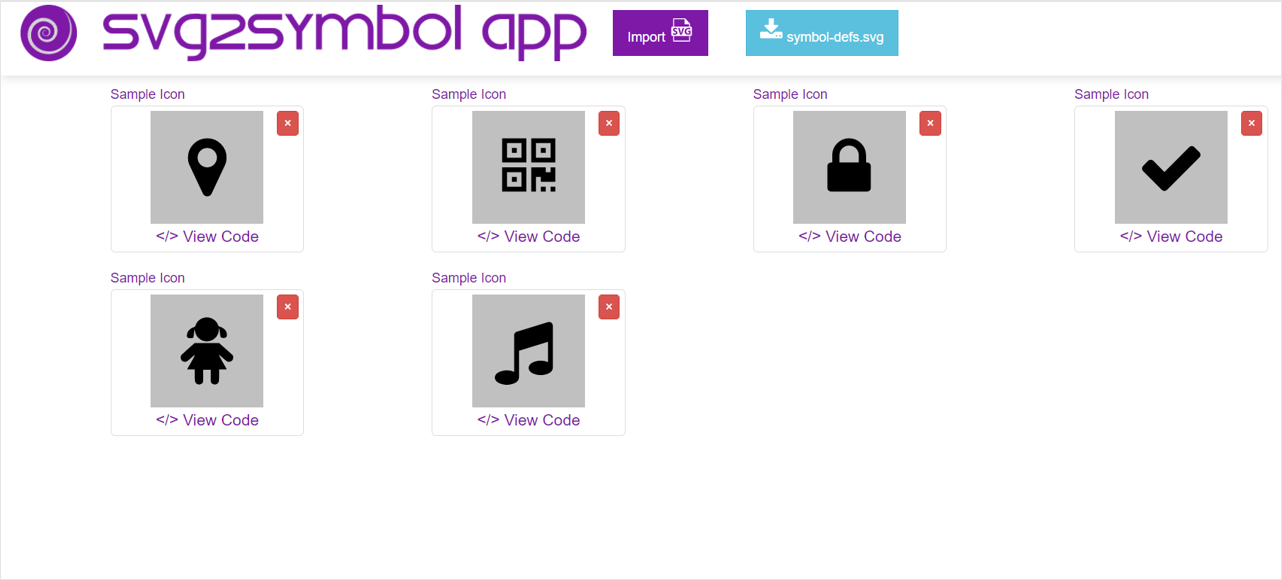 svg2symbol app
Import SVG
symbol-defs.svg
Sample Icon
Sample Icon
Sample Icon
Sample Icon
×
×
×
×
</> View Code
</> View Code
</> View Code
</> View Code
Sample Icon
Sample Icon
×
×
</> View Code
</> View Code